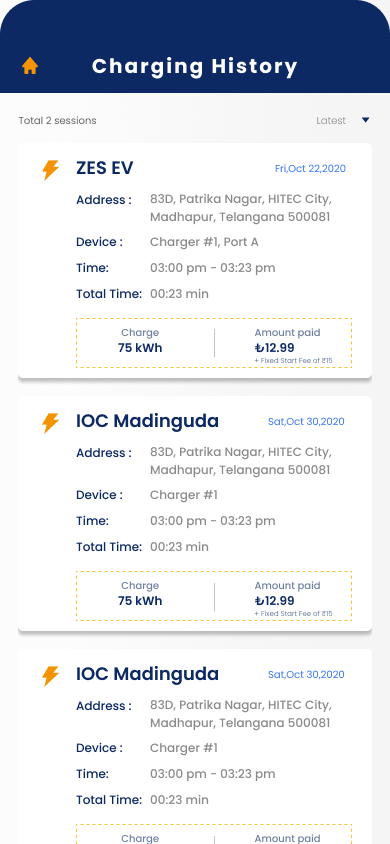 Charging History
Total 2 sessions
Latest
ZES EV
Fri,Oct 22,2020
Address :
83D, Patrika Nagar, HITEC City,
Madhapur, Telangana 500081
Device :
Charger #1, Port A
Time:
03:00 pm - 03:23 pm
Total Time:
00:23 min
Charge
Amount paid
75 kWh
₺12.99
+ Fixed Start Fee of ₺15
IOC Madinguda
Sat,Oct 30,2020
Address :
83D, Patrika Nagar, HITEC City,
Madhapur, Telangana 500081
Device :
Charger #1
Time:
03:00 pm - 03:23 pm
Total Time:
00:23 min
Charge
Amount paid
75 kWh
₺12.99
+ Fixed Start Fee of ₺15
IOC Madinguda
Sat,Oct 30,2020
Address :
83D, Patrika Nagar, HITEC City,
Madhapur, Telangana 500081
Device :
Charger #1
Time:
03:00 pm - 03:23 pm
Total Time:
00:23 min
Charge
Amount paid